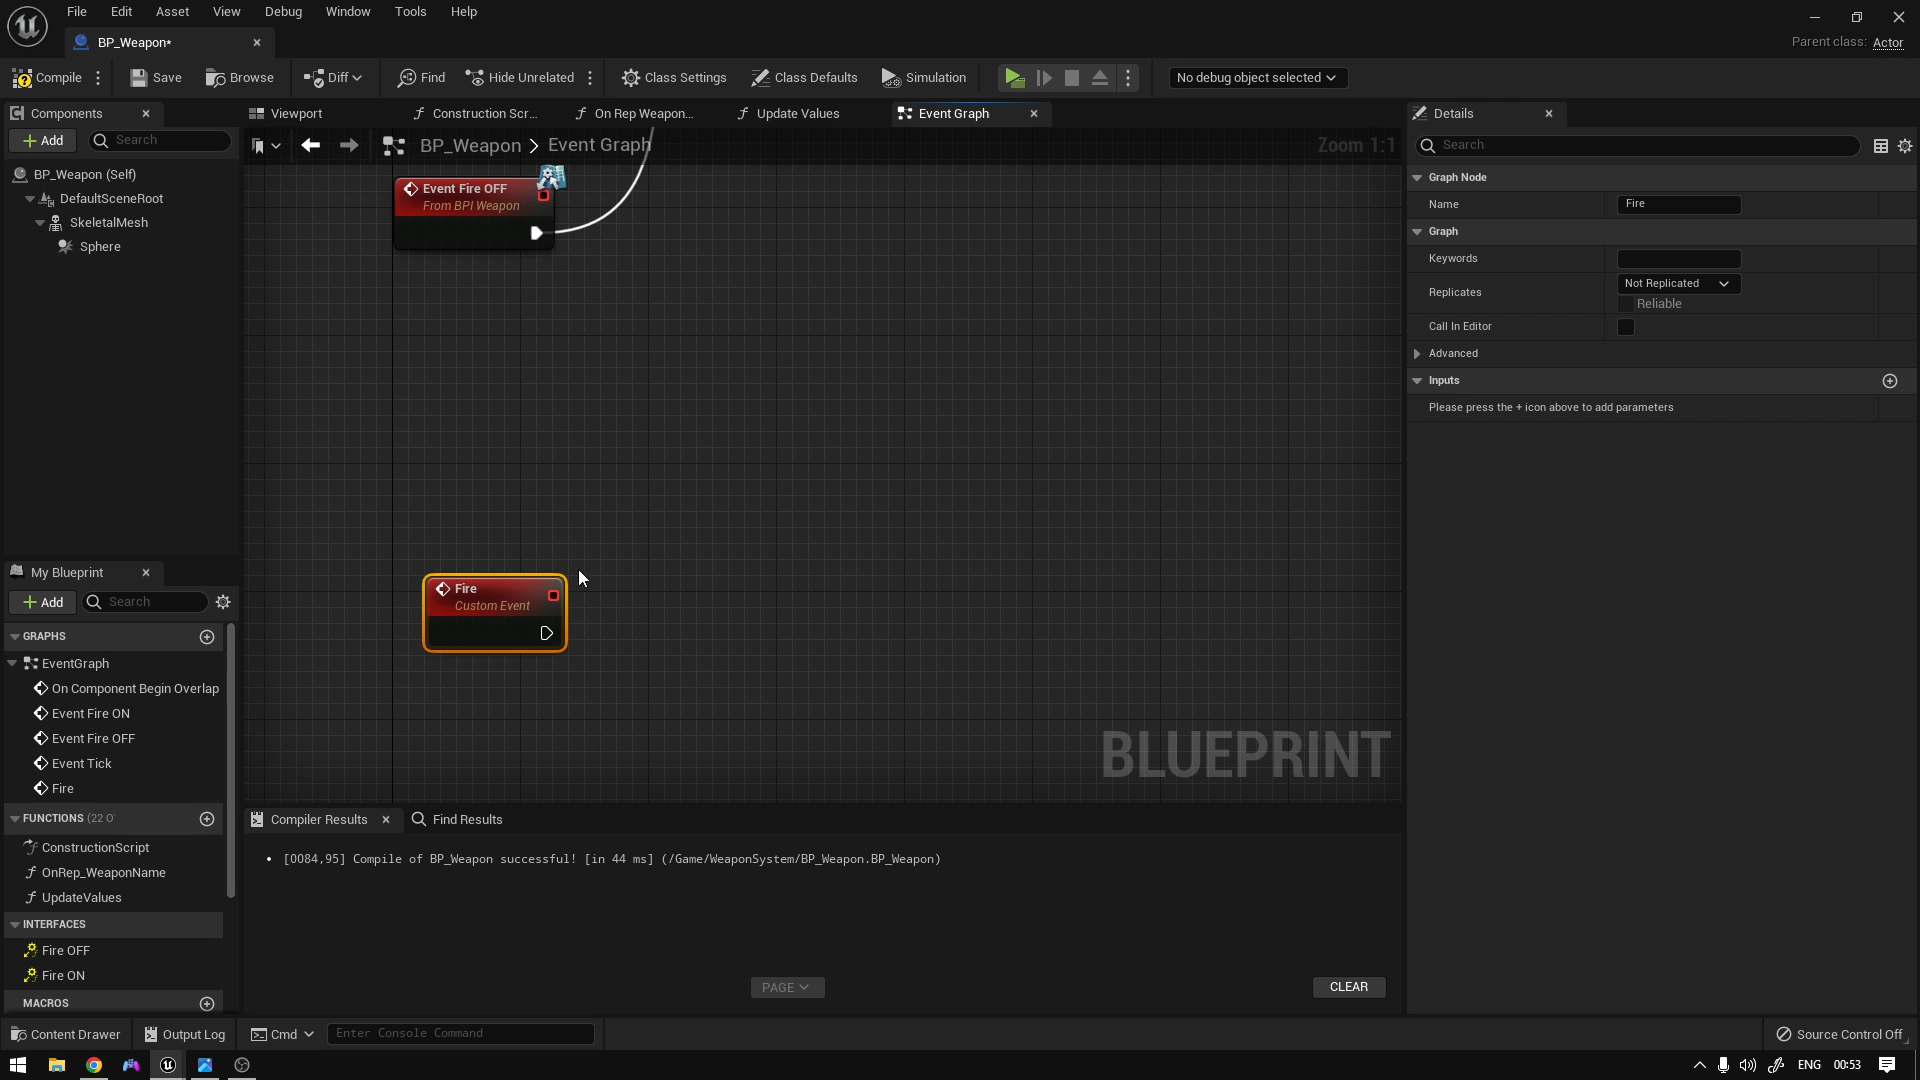 File Edit Asset View Debug Window Tools Help
BP_Weapon*
Parent class: Actor
Compile Save Browse Diff Find Hide Unrelated Class Settings Class Defaults Simulation No debug object selected
Components
Viewport Construction Scr... On Rep Weapon... Update Values Event Graph
Details
Add Search
BP_Weapon > Event Graph
Zoom 1:1
Search
BP_Weapon (Self)
DefaultSceneRoot
SkeletalMesh
Sphere
Event Fire OFF
From BPI Weapon
Fire
Custom Event
BLUEPRINT
Graph Node
Name Fire
Graph
Keywords
Replicates Not Replicated
Reliable
Call In Editor
Advanced
Inputs
Please press the + icon above to add parameters
My Blueprint
Add Search
GRAPHS
EventGraph
On Component Begin Overlap
Event Fire ON
Event Fire OFF
Event Tick
Fire
FUNCTIONS (22 O
ConstructionScript
OnRep_WeaponName
UpdateValues
INTERFACES
Fire OFF
Fire ON
MACROS
Compiler Results Find Results
• [0084,95] Compile of BP_Weapon successful! [in 44 ms] (/Game/WeaponSystem/BP_Weapon.BP_Weapon)
PAGE CLEAR
Content Drawer Output Log Cmd Enter Console Command Source Control Off
ENG 00:53